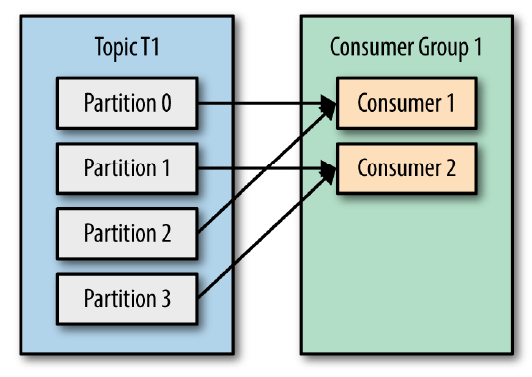 Topic T1
Partition 0
Partition 1
Partition 2
Partition 3
Consumer Group 1
Consumer 1
Consumer 2